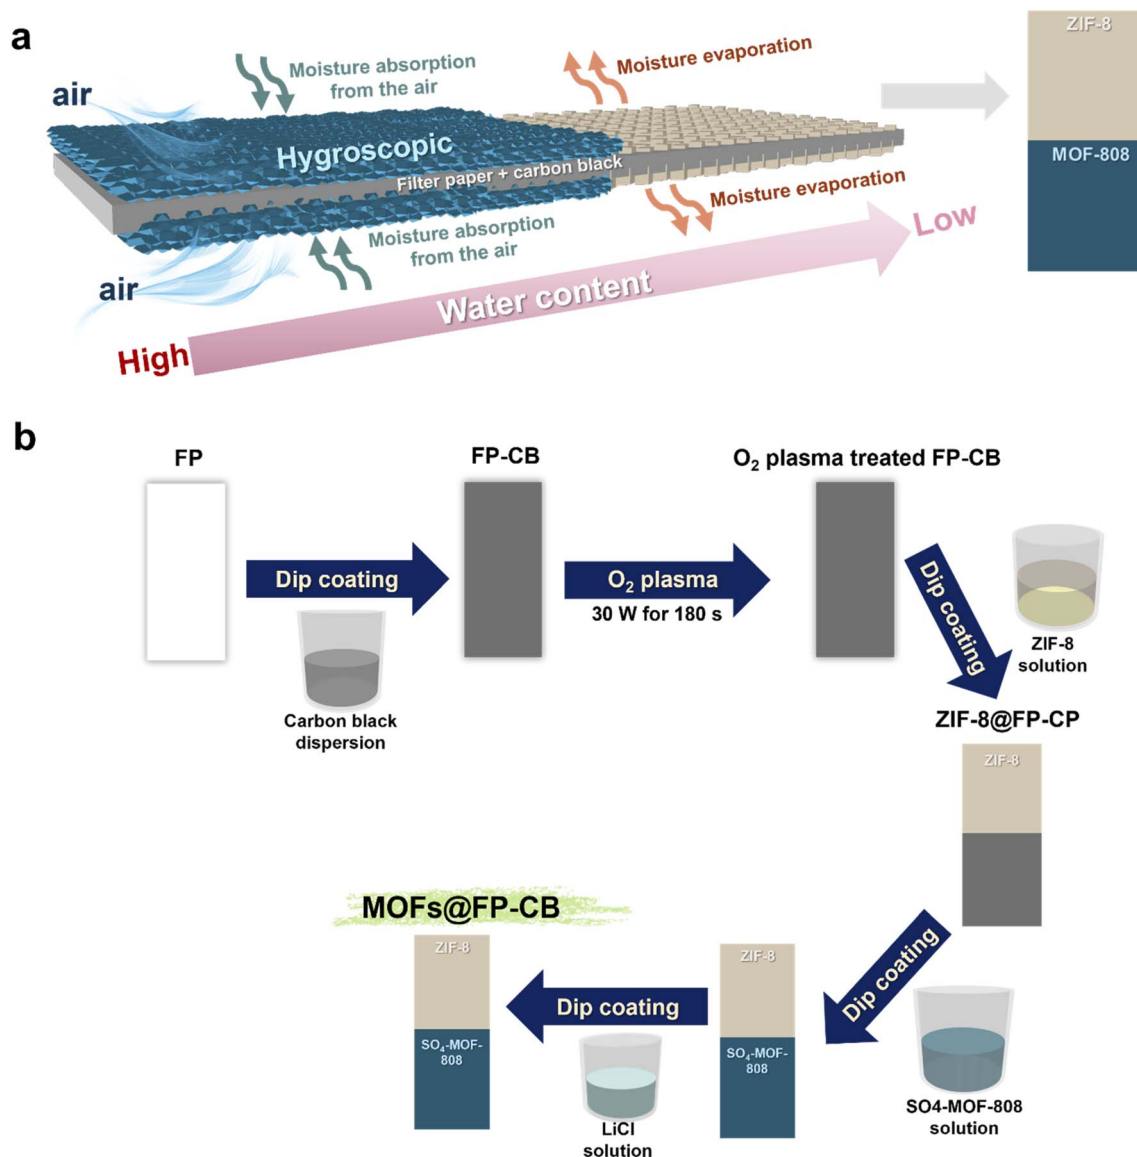 a
air
Moisture absorption
from the air
Moisture evaporation
Hygroscopic
Filter paper + carbon black
Moisture evaporation
Moisture absorption
from the air
air
Water content
High
Low
ZIF-8
MOF-808
b
FP
FP-CB
O₂ plasma treated FP-CB
Dip coating
Carbon black
dispersion
O₂ plasma
30 W for 180 s
Dip coating
ZIF-8
solution
ZIF-8@FP-CP
ZIF-8
Dip coating
SO4-MOF-808
solution
ZIF-8
SO₄-MOF-
808
Dip coating
LiCl
solution
MOFs@FP-CB
ZIF-8
SO₄-MOF-
808